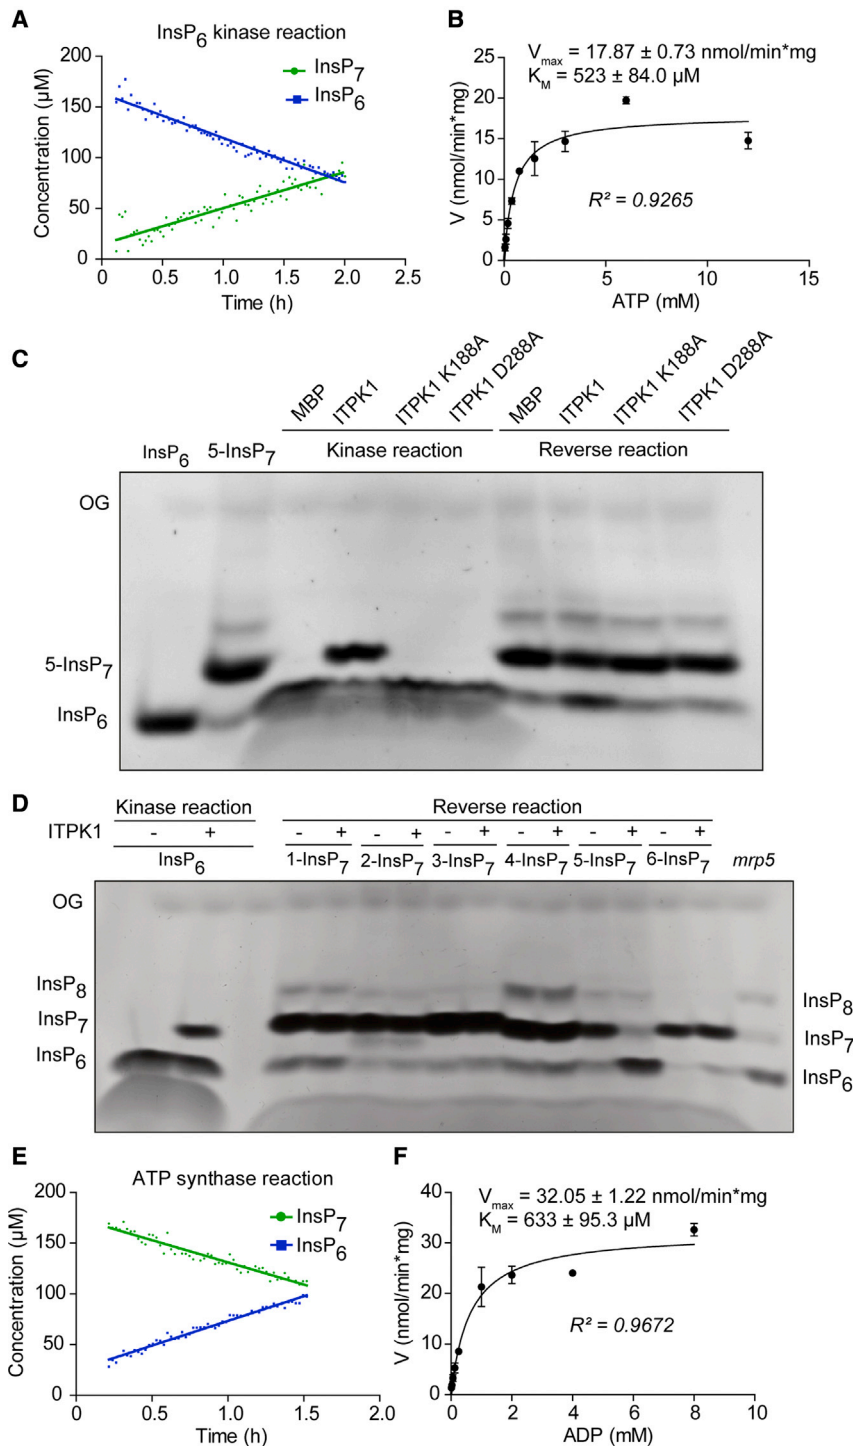 A
InsP6 kinase reaction
InsP7
InsP6
Concentration (µM)
200
150
100
50
0
0
0.5
1.0
1.5
2.0
2.5
Time (h)
B
Vmax = 17.87 ± 0.73 nmol/min*mg
KM = 523 ± 84.0 µM
V (nmol/min*mg)
25
20
15
10
5
0
R² = 0.9265
0
5
10
15
ATP (mM)
C
MBP
ITPK1
ITPK1 K188A
ITPK1 D288A
MBP
ITPK1
ITPK1 K188A
ITPK1 D288A
InsP6
5-InsP7
Kinase reaction
Reverse reaction
OG
5-InsP7
InsP6
D
Kinase reaction
Reverse reaction
ITPK1
- + - + - + - + - + - + - +
InsP6
1-InsP7
2-InsP7
3-InsP7
4-InsP7
5-InsP7
6-InsP7
mrp5
OG
InsP8
InsP7
InsP6
InsP8
InsP7
InsP6
E
ATP synthase reaction
InsP7
InsP6
Concentration (µM)
200
150
100
50
0
0
0.5
1.0
1.5
2.0
Time (h)
F
Vmax = 32.05 ± 1.22 nmol/min*mg
KM = 633 ± 95.3 µM
V (nmol/min*mg)
40
30
20
10
0
R² = 0.9672
0
2
4
6
8
10
ADP (mM)